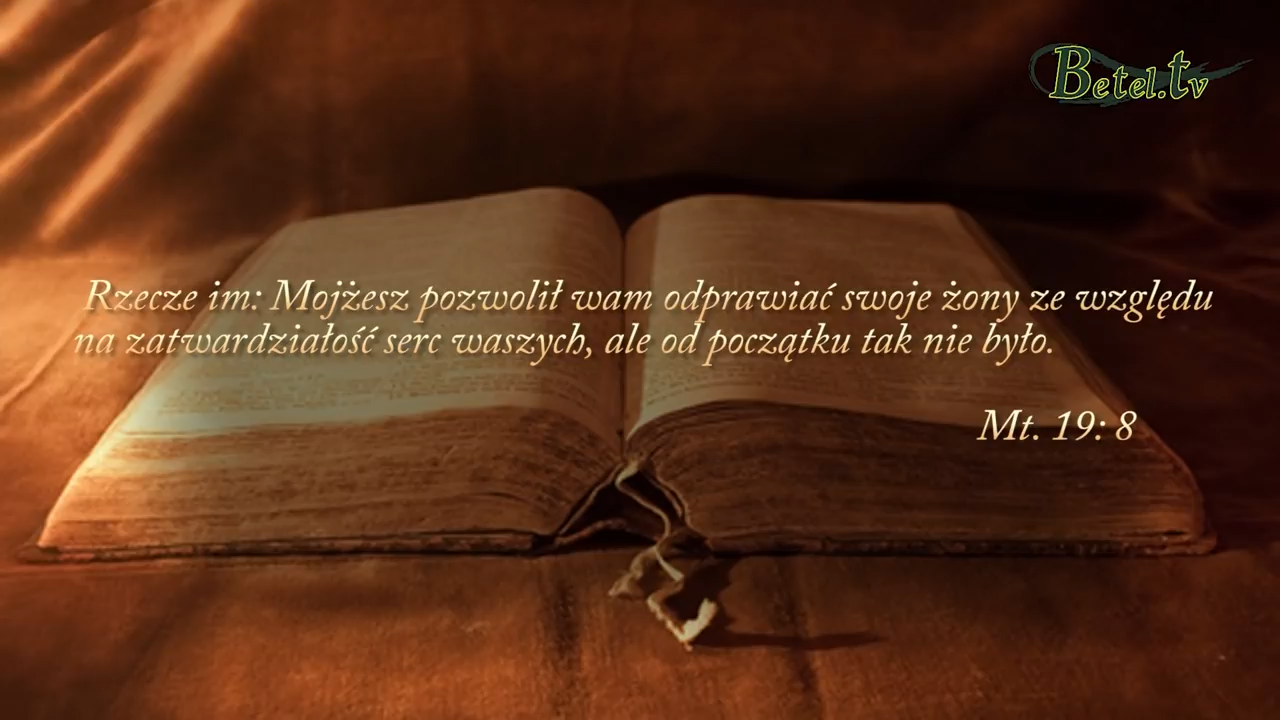 Betel.tv
Rzecze im: Mojżesz pozwolił wam odprawiać swoje żony ze względu
na zatwardziałość serc waszych, ale od początku tak nie było.
Mt. 19: 8